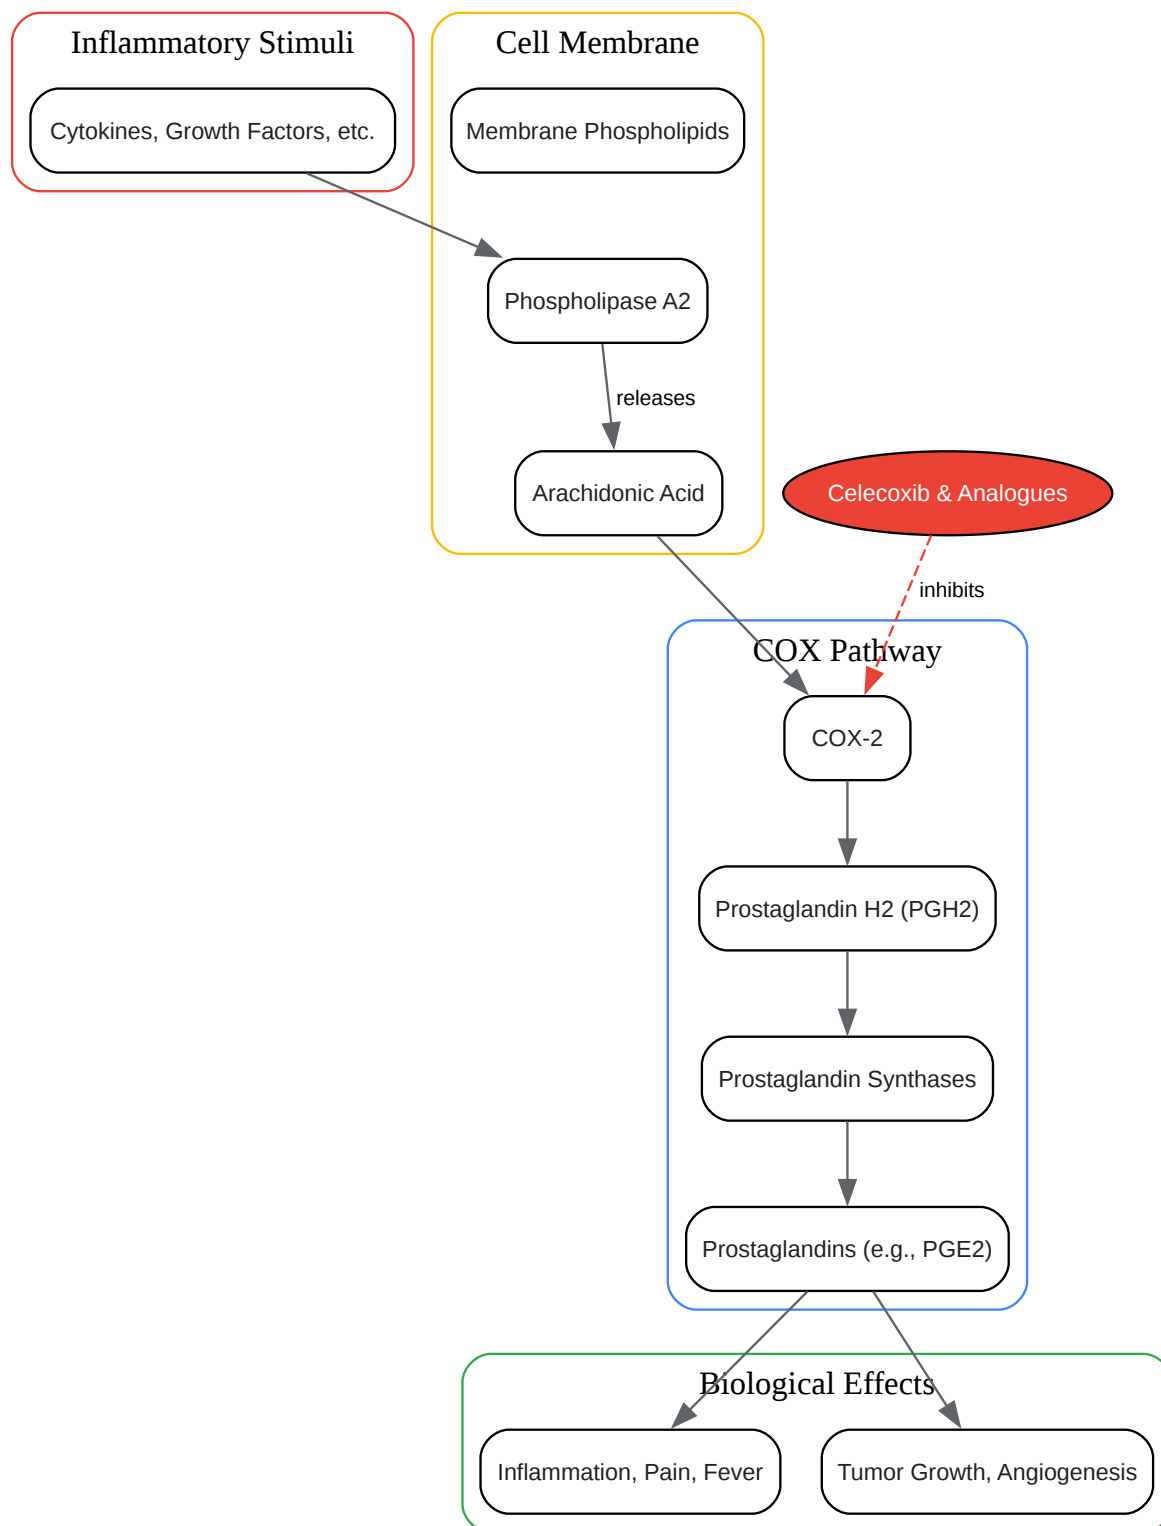 Inflammatory Stimuli
Cytokines, Growth Factors, etc.
Cell Membrane
Membrane Phospholipids
Phospholipase A2
releases
Arachidonic Acid
Celecoxib & Analogues
inhibits
COX Pathway
COX-2
Prostaglandin H2 (PGH2)
Prostaglandin Synthases
Prostaglandins (e.g., PGE2)
Biological Effects
Inflammation, Pain, Fever
Tumor Growth, Angiogenesis